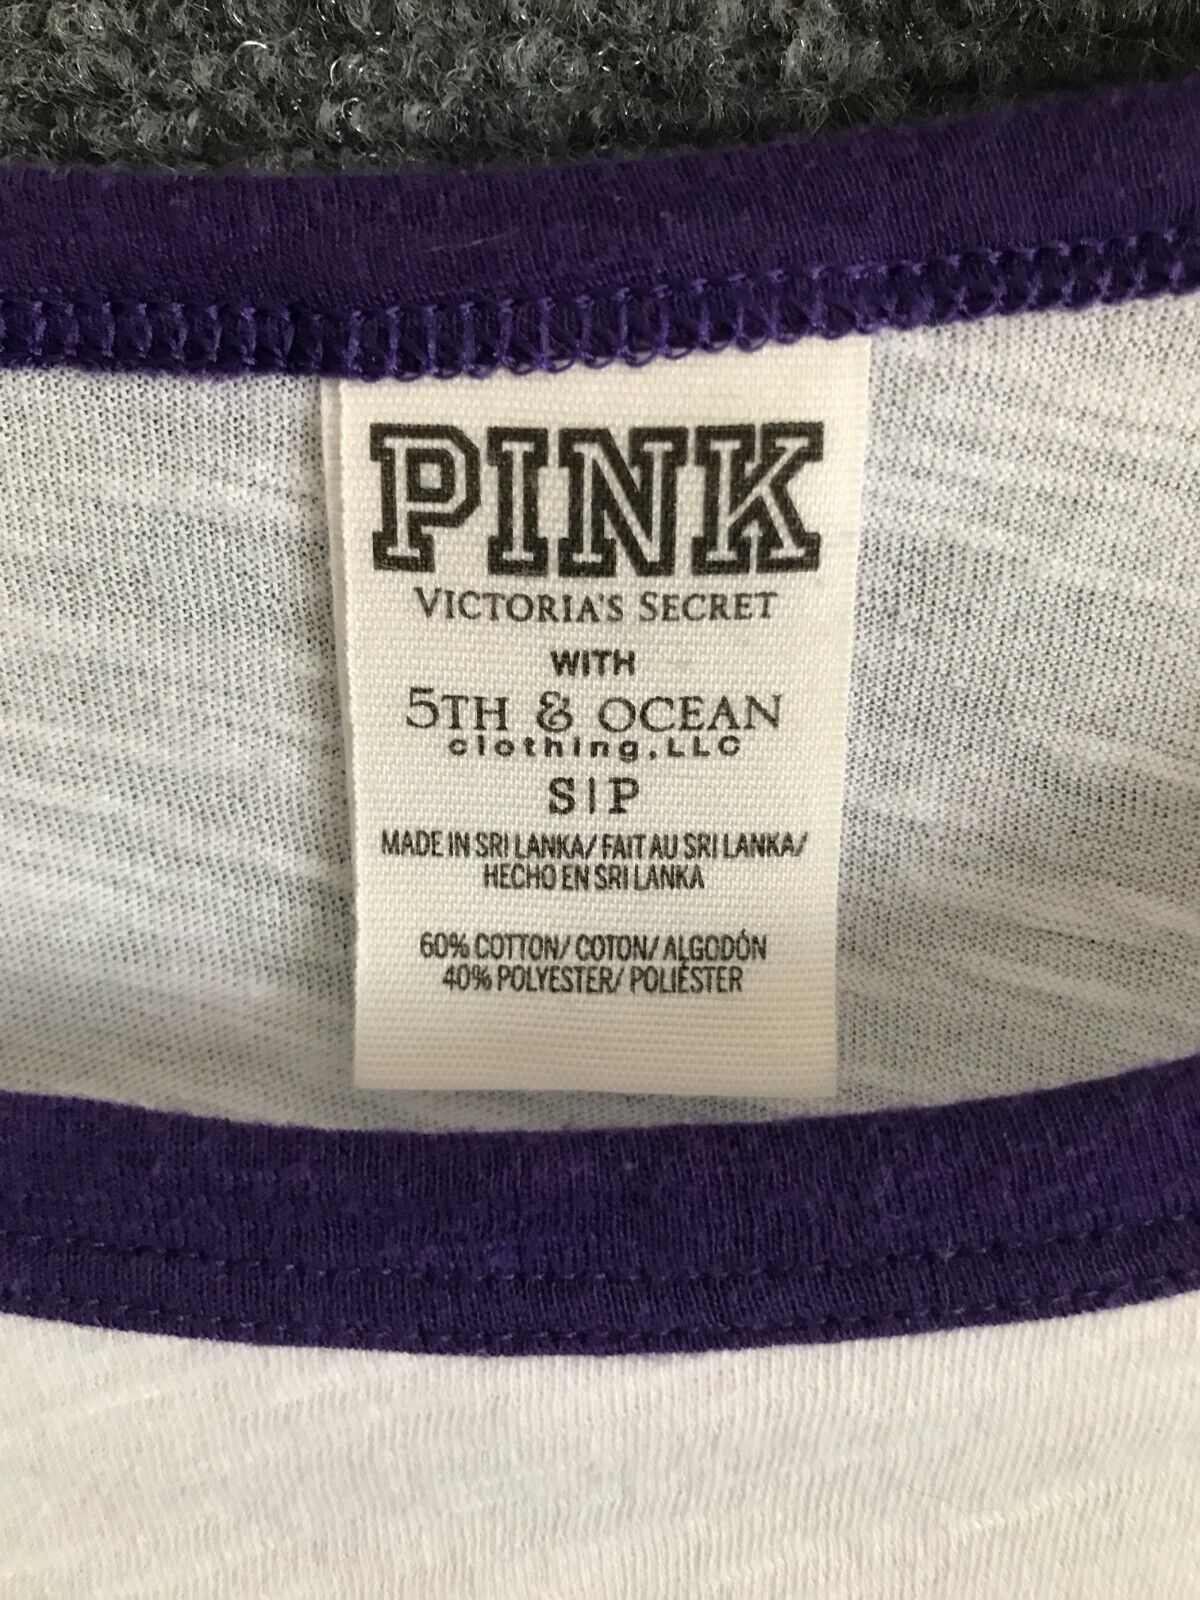 PINK
VICTORIA'S SECRET
WITH
5TH & OCEAN
clothing, LLC
S|P
MADE IN SRI LANKA/ FAIT AU SRI LANKA/
HECHO EN SRI LANKA
60% COTTON/ COTON/ ALGODÓN
40% POLYESTER/ POLIÉSTER